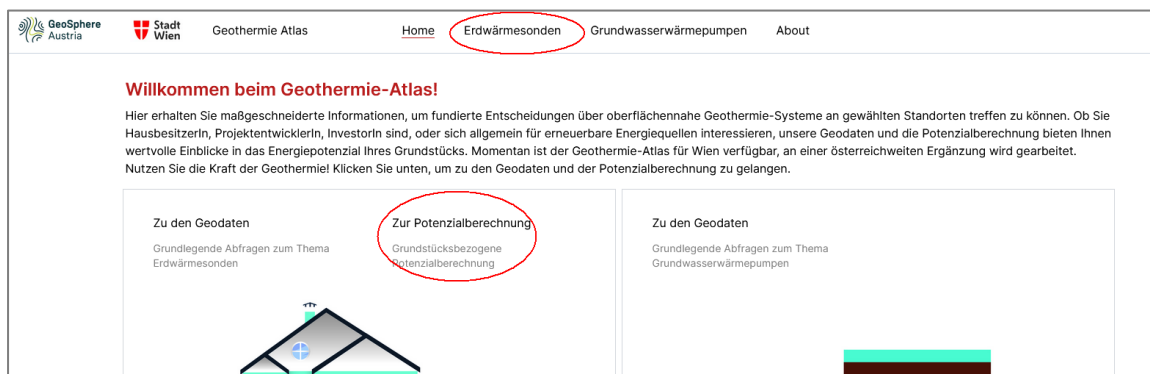 GeoSphere
Austria
Stadt
Wien
Geothermie Atlas
Home
Erdwärmesonden
Grundwasserwärmepumpen
About
Willkommen beim Geothermie-Atlas!
Hier erhalten Sie maßgeschneiderte Informationen, um fundierte Entscheidungen über oberflächennahe Geothermie-Systeme an gewählten Standorten treffen zu können. Ob Sie
HausbesitzerIn, ProjektentwicklerIn, InvestorIn sind, oder sich allgemein für erneuerbare Energiequellen interessieren, unsere Geodaten und die Potenzialberechnung bieten Ihnen
wertvolle Einblicke in das Energiepotenzial Ihres Grundstücks. Momentan ist der Geothermie-Atlas für Wien verfügbar, an einer österreichweiten Ergänzung wird gearbeitet.
Nutzen Sie die Kraft der Geothermie! Klicken Sie unten, um zu den Geodaten und der Potenzialberechnung zu gelangen.
Zu den Geodaten
Grundlegende Abfragen zum Thema
Erdwärmesonden
Zur Potenzialberechnung
Grundstücksbezogene
Potenzialberechnung
Zu den Geodaten
Grundlegende Abfragen zum Thema
Grundwasserwärmepumpen